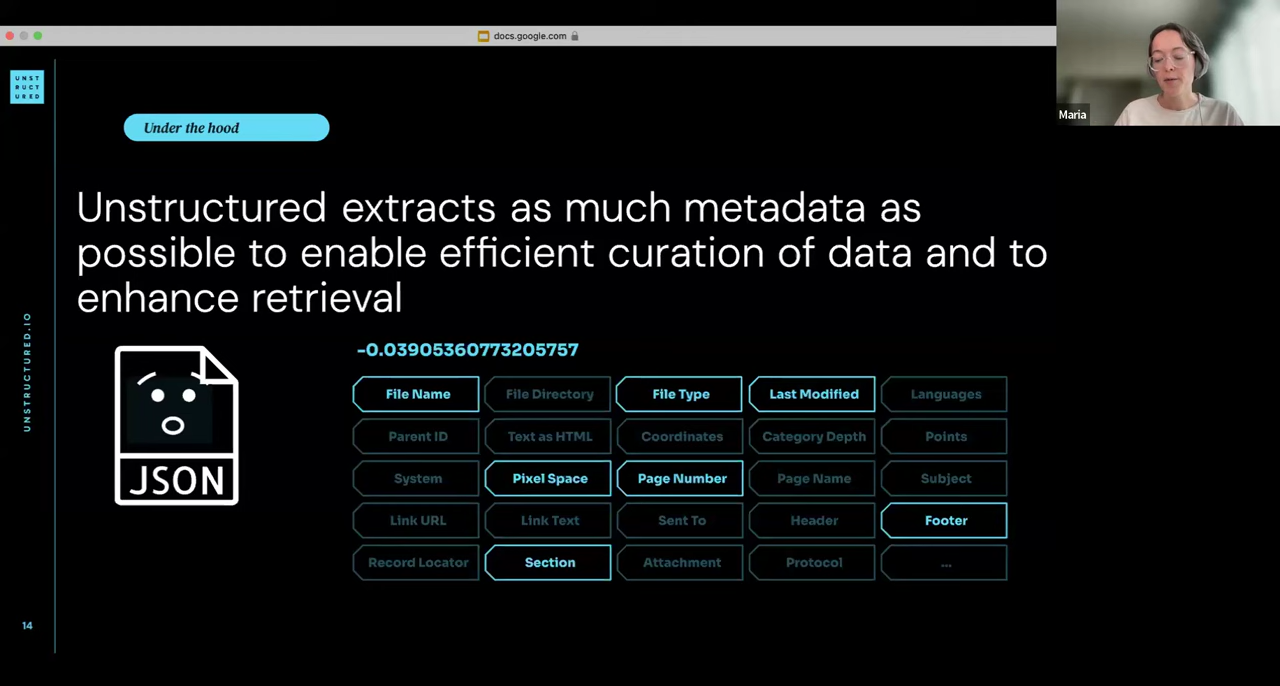 docs.google.com
Maria
UNST
RUCT
URED
Under the hood
Unstructured extracts as much metadata as
possible to enable efficient curation of data and to
enhance retrieval
UNSTRUCTURED.IO
JSON
-0.03905360773205757
File Name File Directory File Type Last Modified Languages
Parent ID Text as HTML Coordinates Category Depth Points
System Pixel Space Page Number Page Name Subject
Link URL Link Text Sent To Header Footer
Record Locator Section Attachment Protocol ...
14